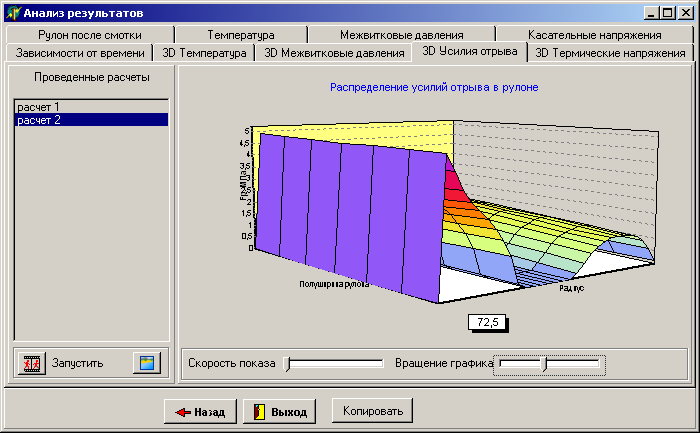 Анализ результатов
Рулон после смотки Температура Межвитковые давления Касательные напряжения
Зависимости от времени 3D Температура 3D Межвитковые давления 3D Усилия отрыва 3D Термические напряжения
Проведенные расчеты
расчет 1
расчет 2
Распределение усилий отрыва в рулоне
5
4,5
4
3,5
3
2,5
2
1,5
1
0,5
0
Полуширина рулона
Радиус
72,5
Запустить
Скорость показа
Вращение графика
Назад
Выход
Копировать